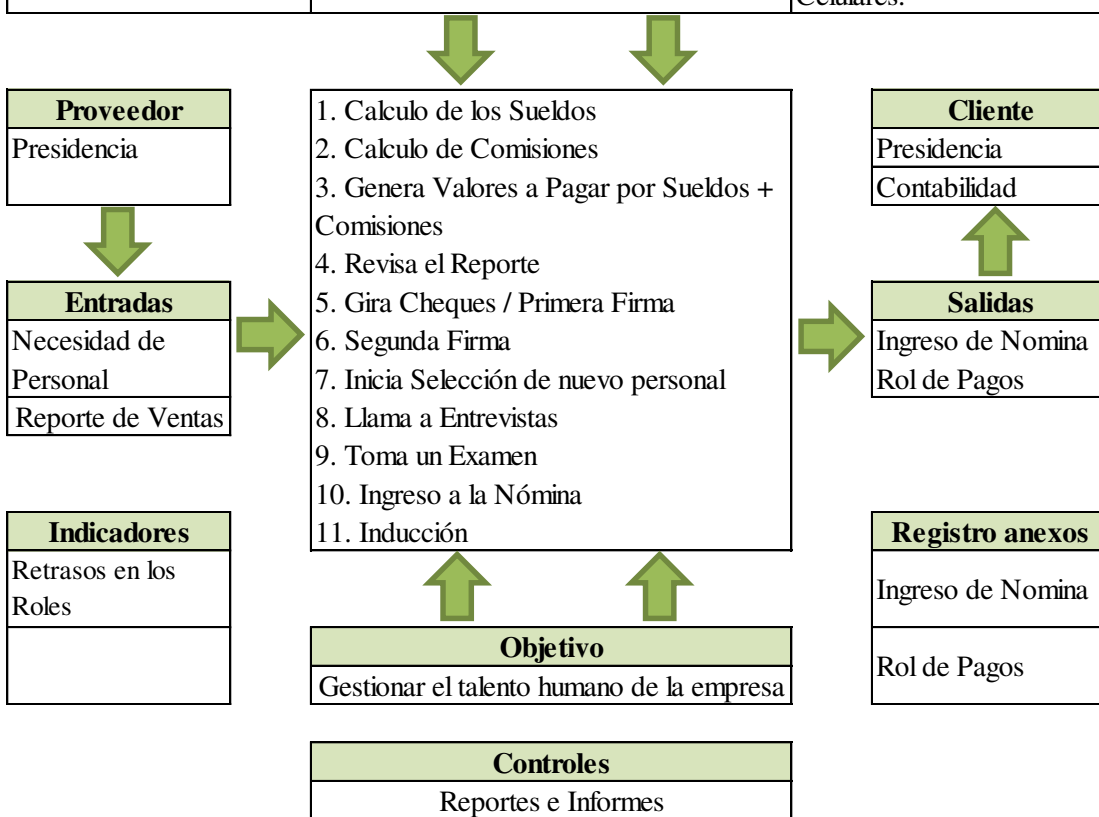 Celulares.
Proveedor
Presidencia
Entradas
Necesidad de
Personal
Reporte de Ventas
Indicadores
Retrasos en los
Roles
1. Calculo de los Sueldos
2. Calculo de Comisiones
3. Genera Valores a Pagar por Sueldos +
Comisiones
4. Revisa el Reporte
5. Gira Cheques / Primera Firma
6. Segunda Firma
7. Inicia Selección de nuevo personal
8. Llama a Entrevistas
9. Toma un Examen
10. Ingreso a la Nómina
11. Inducción
Objetivo
Gestionar el talento humano de la empresa
Controles
Reportes e Informes
Cliente
Presidencia
Contabilidad
Salidas
Ingreso de Nomina
Rol de Pagos
Registro anexos
Ingreso de Nomina
Rol de Pagos